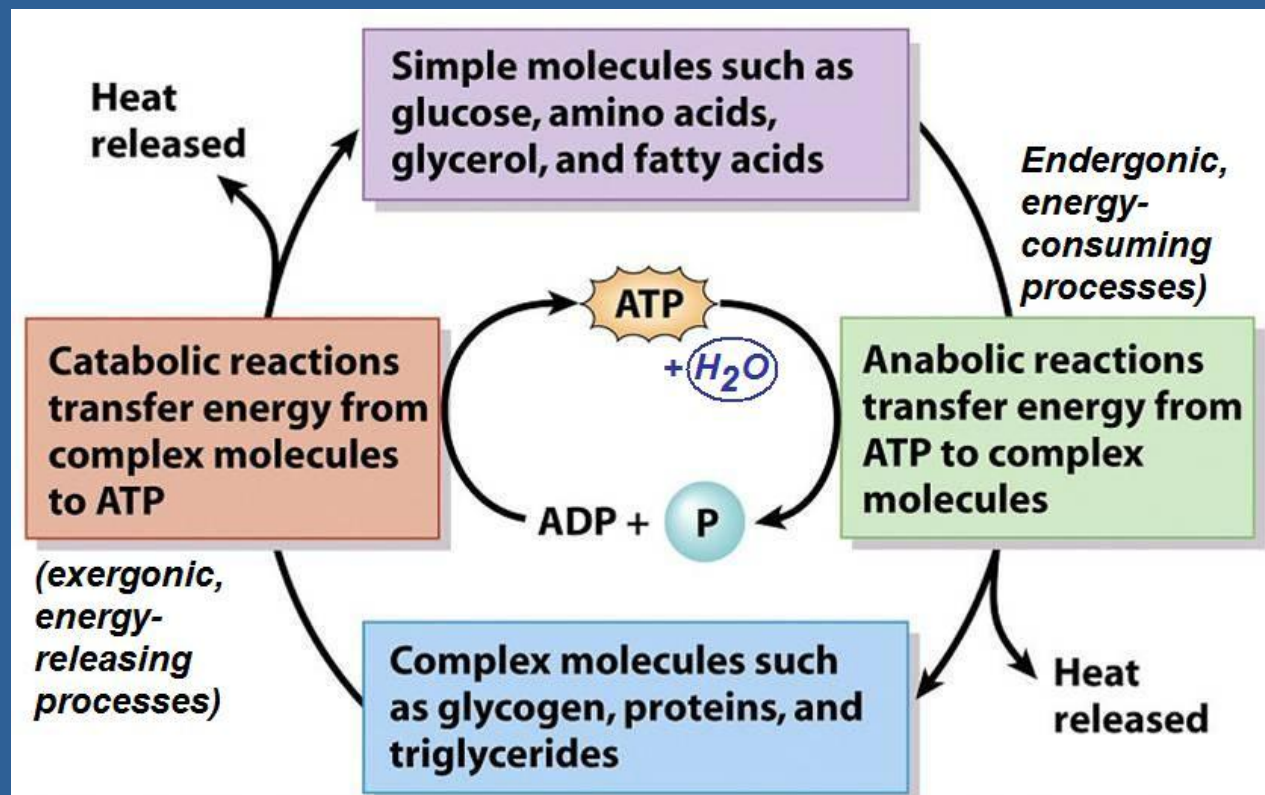 Simple molecules such as
glucose, amino acids,
glycerol, and fatty acids
Heat
released
Endergonic,
energy-
consuming
processes)
ATP
+ H2O
Catabolic reactions
transfer energy from
complex molecules
to ATP
Anabolic reactions
transfer energy from
ATP to complex
molecules
ADP + P
(exergonic,
energy-
releasing
processes)
Complex molecules such
as glycogen, proteins, and
triglycerides
Heat
released